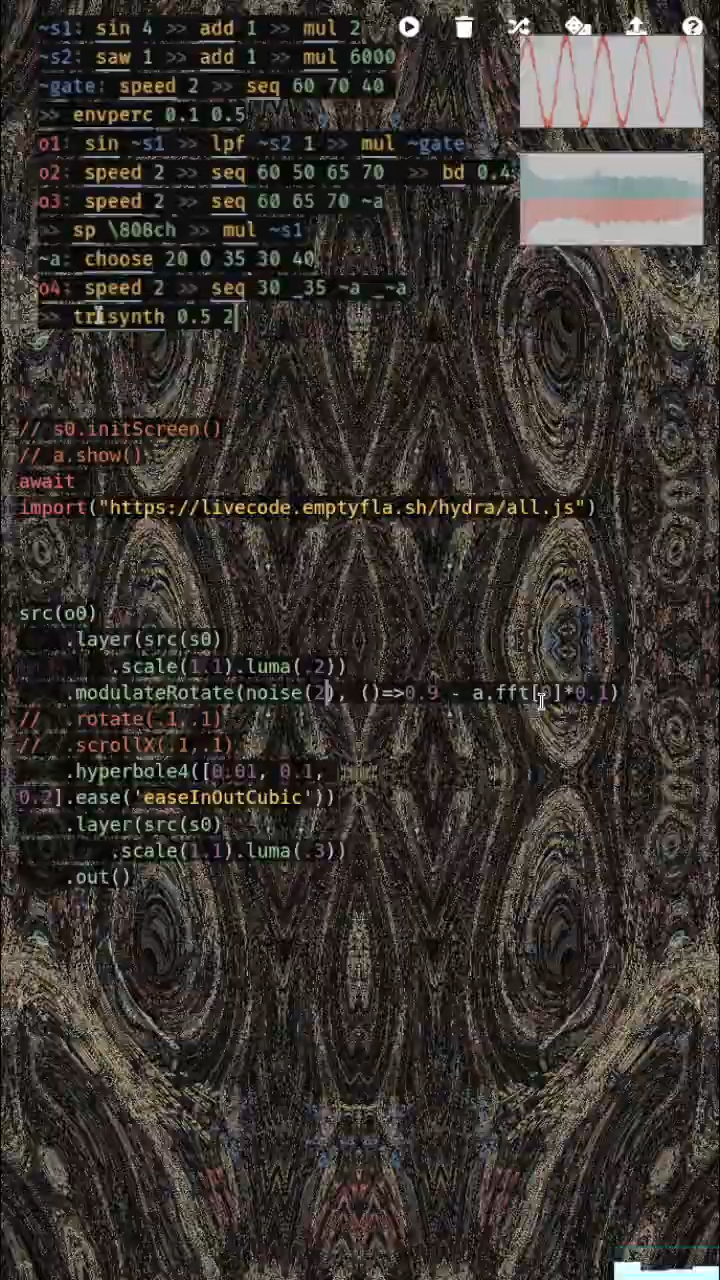 ~s1: sin 4 >> add 1 >> mul 2
~s2: saw 1 >> add 1 >> mul 6000
~gate: speed 2 >> seq 60 70 40
>> envperc 0.1 0.5
o1: sin ~s1 >> lpf ~s2 1 >> mul ~gate
o2: speed 2 >> seq 60 50 65 70 >> bd 0.4
o3: speed 2 >> seq 60 65 70 ~a
>> sp \808ch >> mul ~s1
~a: choose 20 0 35 30 40
o4: speed 2 >> seq 30 _35 ~a _~a
>> trisynth 0.5 2
// s0.initScreen()
// a.show()
await
import("https://livecode.emptyfla.sh/hydra/all.js")
src(o0)
.layer(src(s0)
.scale(1.1).luma(.2))
.modulateRotate(noise(2), ()=>0.9 - a.fft[0]*0.1)
// .rotate(.1,.1)
// .scrollX(.1,.1)
.hyperbole4([0.01, 0.1,
0.2].ease('easeInOutCubic'))
.layer(src(s0)
.scale(1.1).luma(.3))
.out()